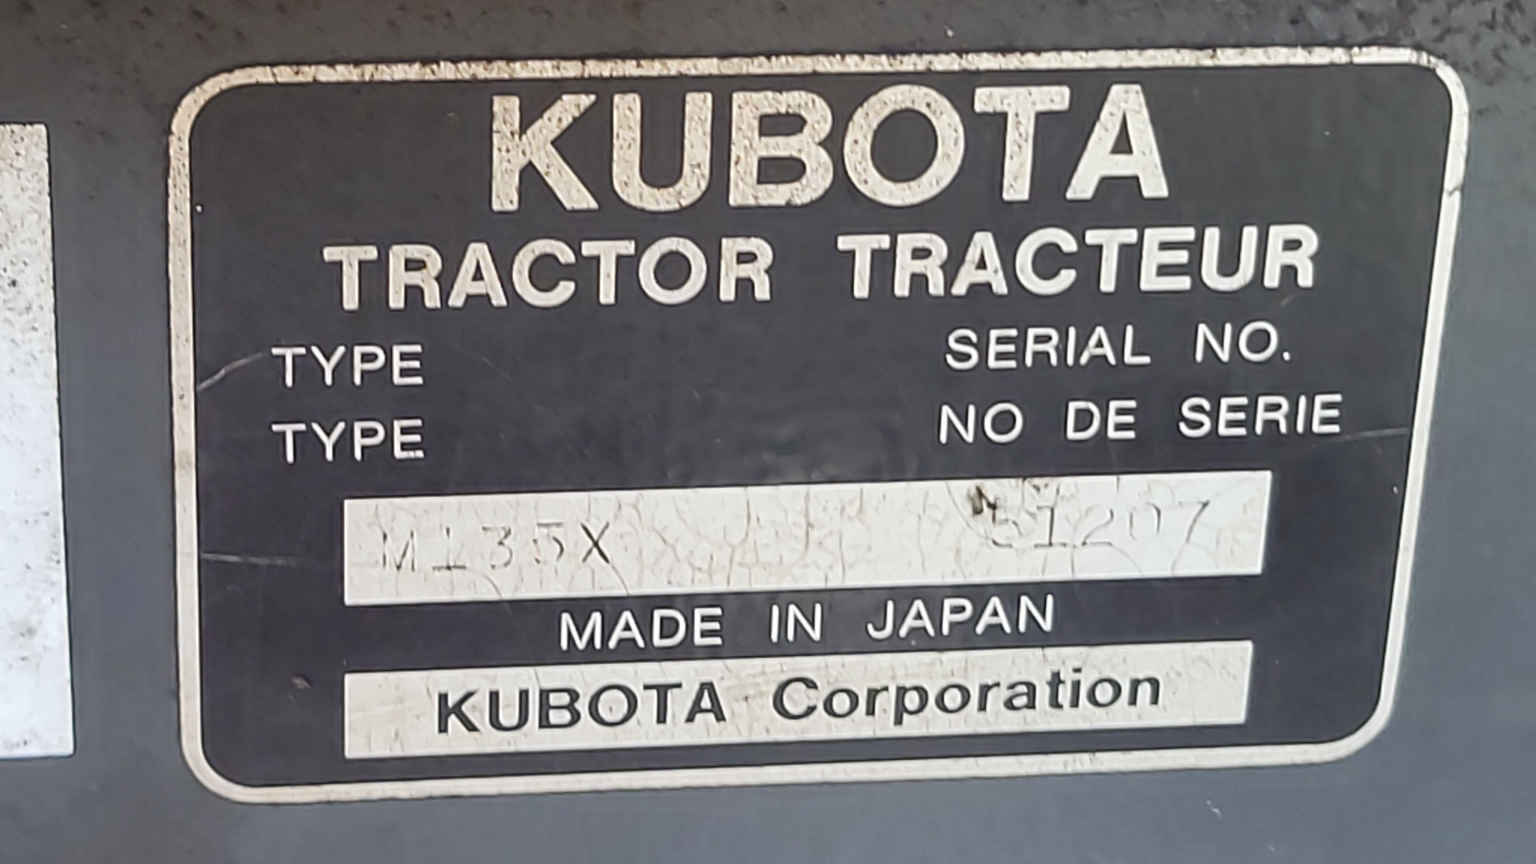 KUBOTA
TRACTOR TRACTEUR
TYPE SERIAL NO.
TYPE NO DE SERIE
M135X 51207
MADE IN JAPAN
KUBOTA Corporation